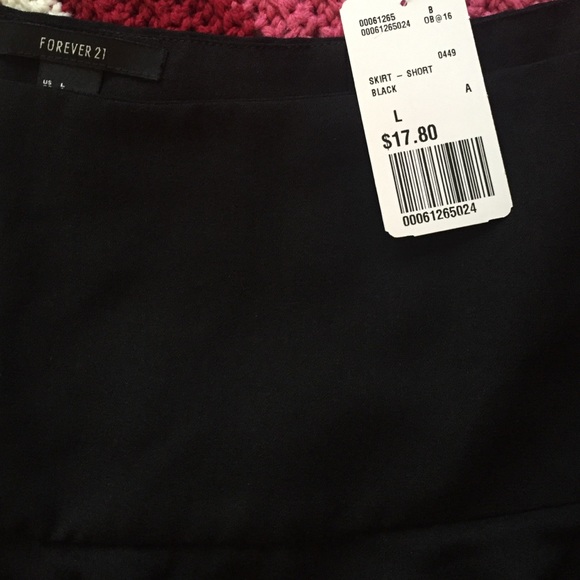 FOREVER 21
US L
00061265 B
00061265024 OB@16
0449
SKIRT – SHORT
BLACK A
L
$17.80
00061265024